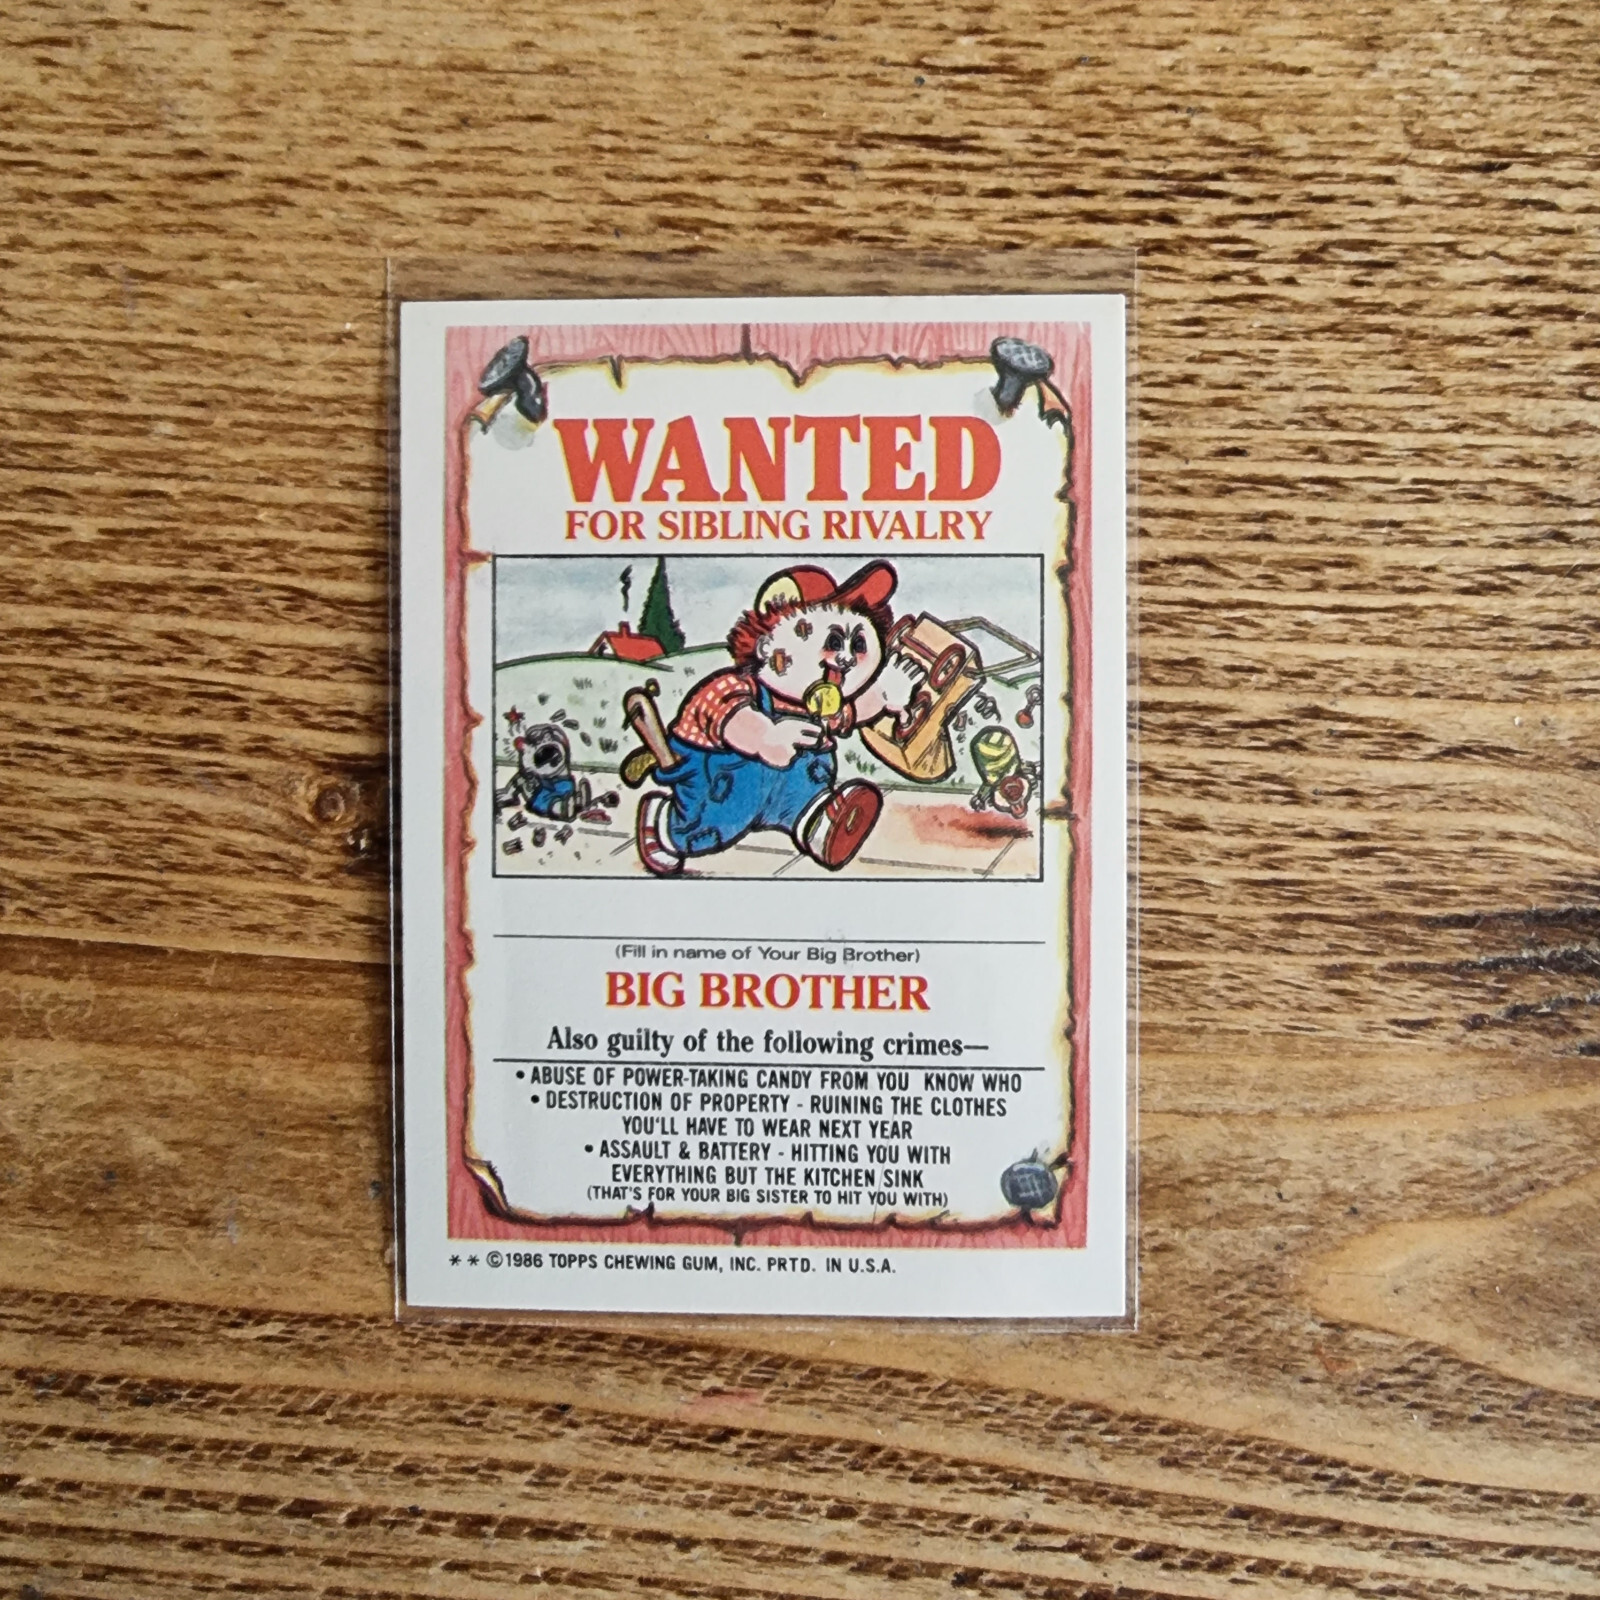 WANTED
FOR SIBLING RIVALRY
(Fill in name of Your Big Brother)
BIG BROTHER
Also guilty of the following crimes—
• ABUSE OF POWER-TAKING CANDY FROM YOU KNOW WHO
• DESTRUCTION OF PROPERTY - RUINING THE CLOTHES
YOU'LL HAVE TO WEAR NEXT YEAR
• ASSAULT & BATTERY - HITTING YOU WITH
EVERYTHING BUT THE KITCHEN SINK
(THAT'S FOR YOUR BIG SISTER TO HIT YOU WITH)
* * ©1986 TOPPS CHEWING GUM, INC. PRTD. IN U.S.A.